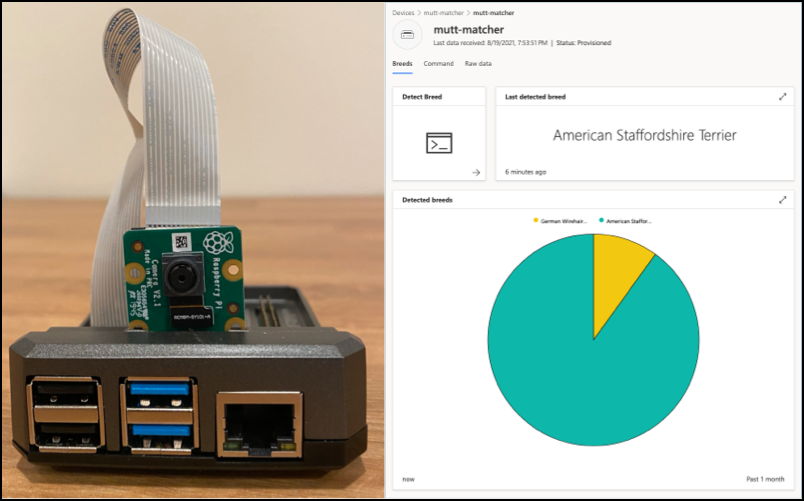 Raspberry Pi
Camera V2.1
Made in PRC
Devices > mutt-matcher > mutt-matcher
mutt-matcher
Last data received: 8/19/2021, 7:53:51 PM | Status: Provisioned
Breeds Command Raw data
Detect Breed
Last detected breed
American Staffordshire Terrier
6 minutes ago
Detected breeds
German Wirehair... American Staffor...
now Past 1 month